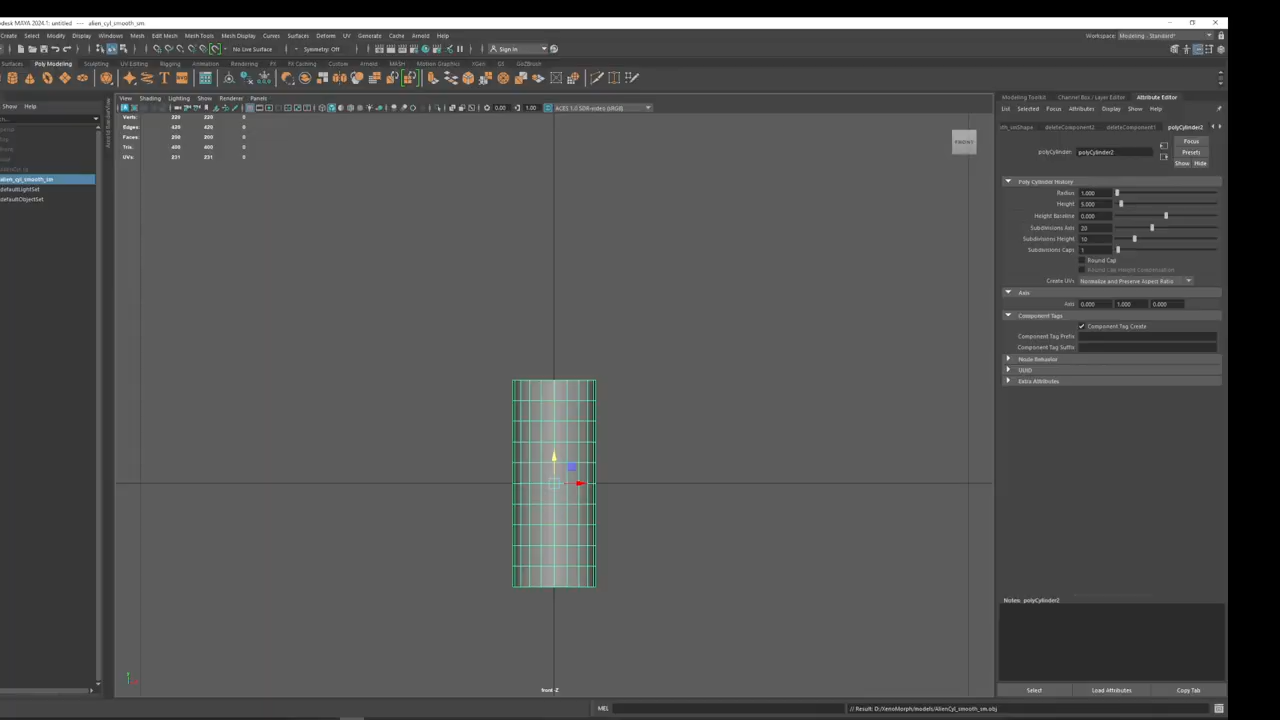 odesk MAYA 2024.1: untitled --- alien_cyl_smooth_sm
Create Select Modify Display Windows Mesh Edit Mesh Mesh Tools Mesh Display Curves Surfaces Deform UV Generate Cache Arnold Help
Workspace: Modeling - Standard*
No Live Surface Symmetry: Off Sign In
Surfaces Poly Modeling Sculpting UV Editing Rigging Animation Rendering FX FX Caching Custom Arnold MASH Motion Graphics XGen GS GoZBrush
View Shading Lighting Show Renderer Panels
0.00 1.00 ACES 1.0 SDR-video (sRGB)
Show Help
alien_cyl_smooth_sm
defaultLightSet
defaultObjectSet
Verts: 220 220 0
Edges: 420 420 0
Faces: 200 200 0
Tris: 400 400 0
UVs: 231 231 0
FRONT
front -Z
Modeling Toolkit Channel Box / Layer Editor Attribute Editor
List Selected Focus Attributes Display Show Help
th_smShape deleteComponent2 deleteComponent1 polyCylinder2
polyCylinder: polyCylinder2
Focus
Presets
Show Hide
Poly Cylinder History
Radius 1.000
Height 5.000
Height Baseline 0.000
Subdivisions Axis 20
Subdivisions Height 10
Subdivisions Caps 1
Round Cap
Round Cap Height Compensation
Create UVs Normalize and Preserve Aspect Ratio
Axis
Axis 0.000 1.000 0.000
Component Tags
Component Tag Create
Component Tag Prefix
Component Tag Suffix
Node Behavior
UUID
Extra Attributes
Notes: polyCylinder2
Select Load Attributes Copy Tab
MEL // Result: D:/XenoMorph/models/AlienCyl_smooth_sm.obj